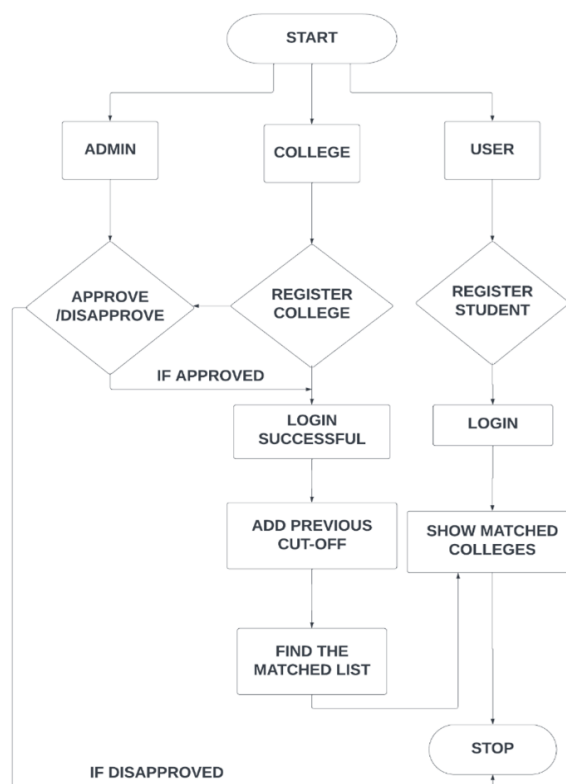 START
ADMIN
COLLEGE
USER
APPROVE
/DISAPPROVE
REGISTER
COLLEGE
REGISTER
STUDENT
IF APPROVED
LOGIN
SUCCESSFUL
LOGIN
ADD PREVIOUS
CUT-OFF
SHOW MATCHED
COLLEGES
FIND THE
MATCHED LIST
STOP
IF DISAPPROVED